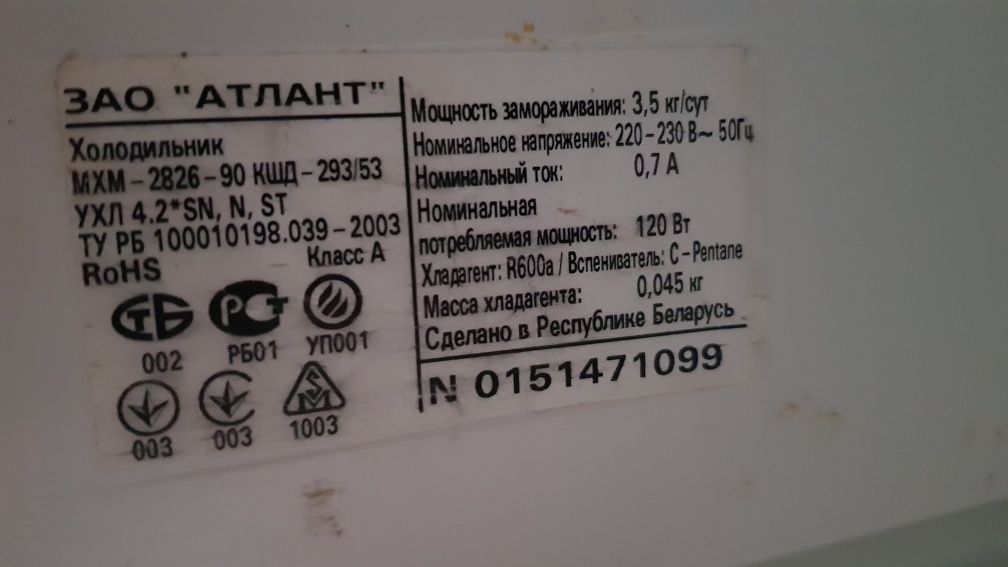 ЗАО "АТЛАНТ"
Холодильник
МХМ-2826-90 КШД-293/53
УХЛ 4.2*SN, N, ST
ТУ РБ 100010198.039-2003
RoHS Класс А
СТБ РСТ
002 РБ01 УП001
003 003 1003
Мощность замораживания: 3,5 кг/сут
Номинальное напряжение: 220-230 В~ 50Гц
Номинальный ток: 0,7 А
Номинальная
потребляемая мощность: 120 Вт
Хладагент: R600a / Вспениватель: C-Pentane
Масса хладагента: 0,045 кг
Сделано в Республике Беларусь
N 0151471099